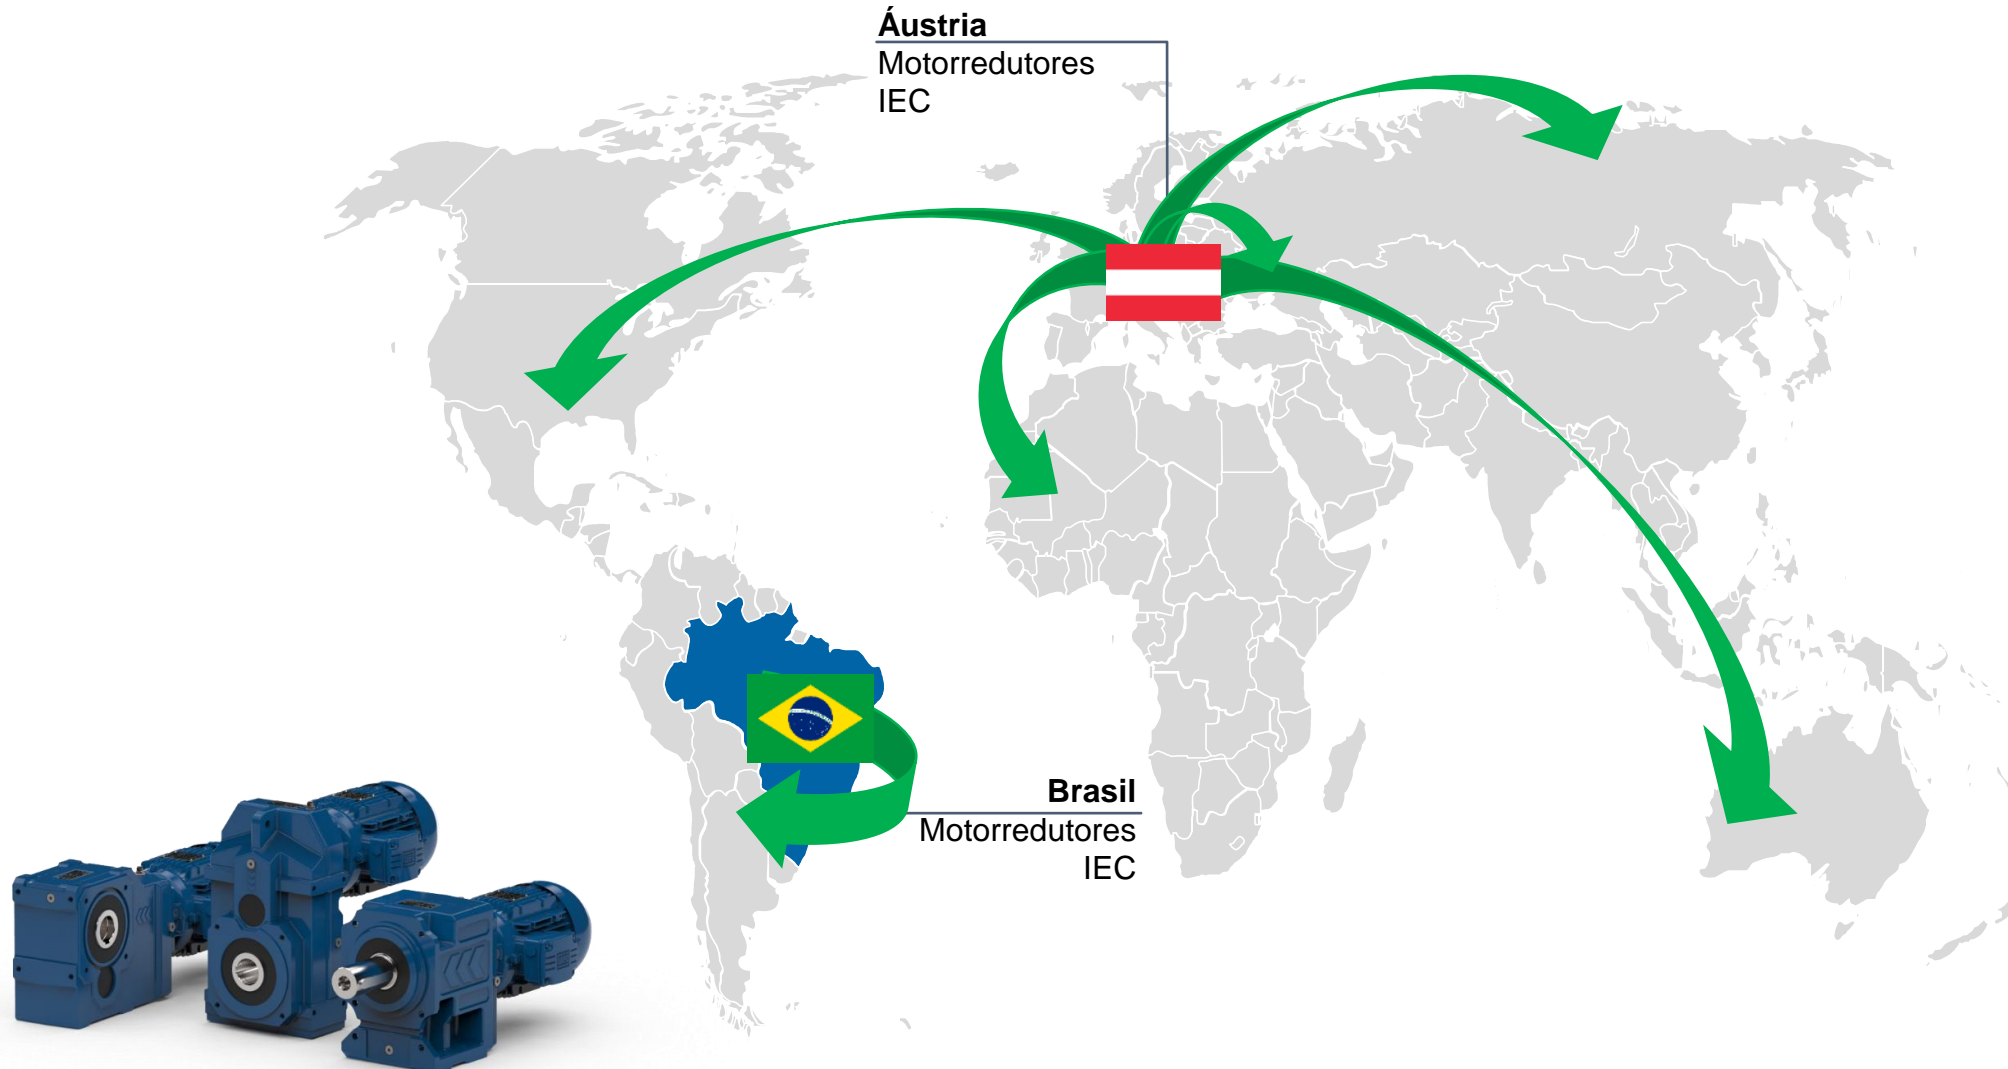 Áustria
Motorredutores
IEC
Brasil
Motorredutores
IEC